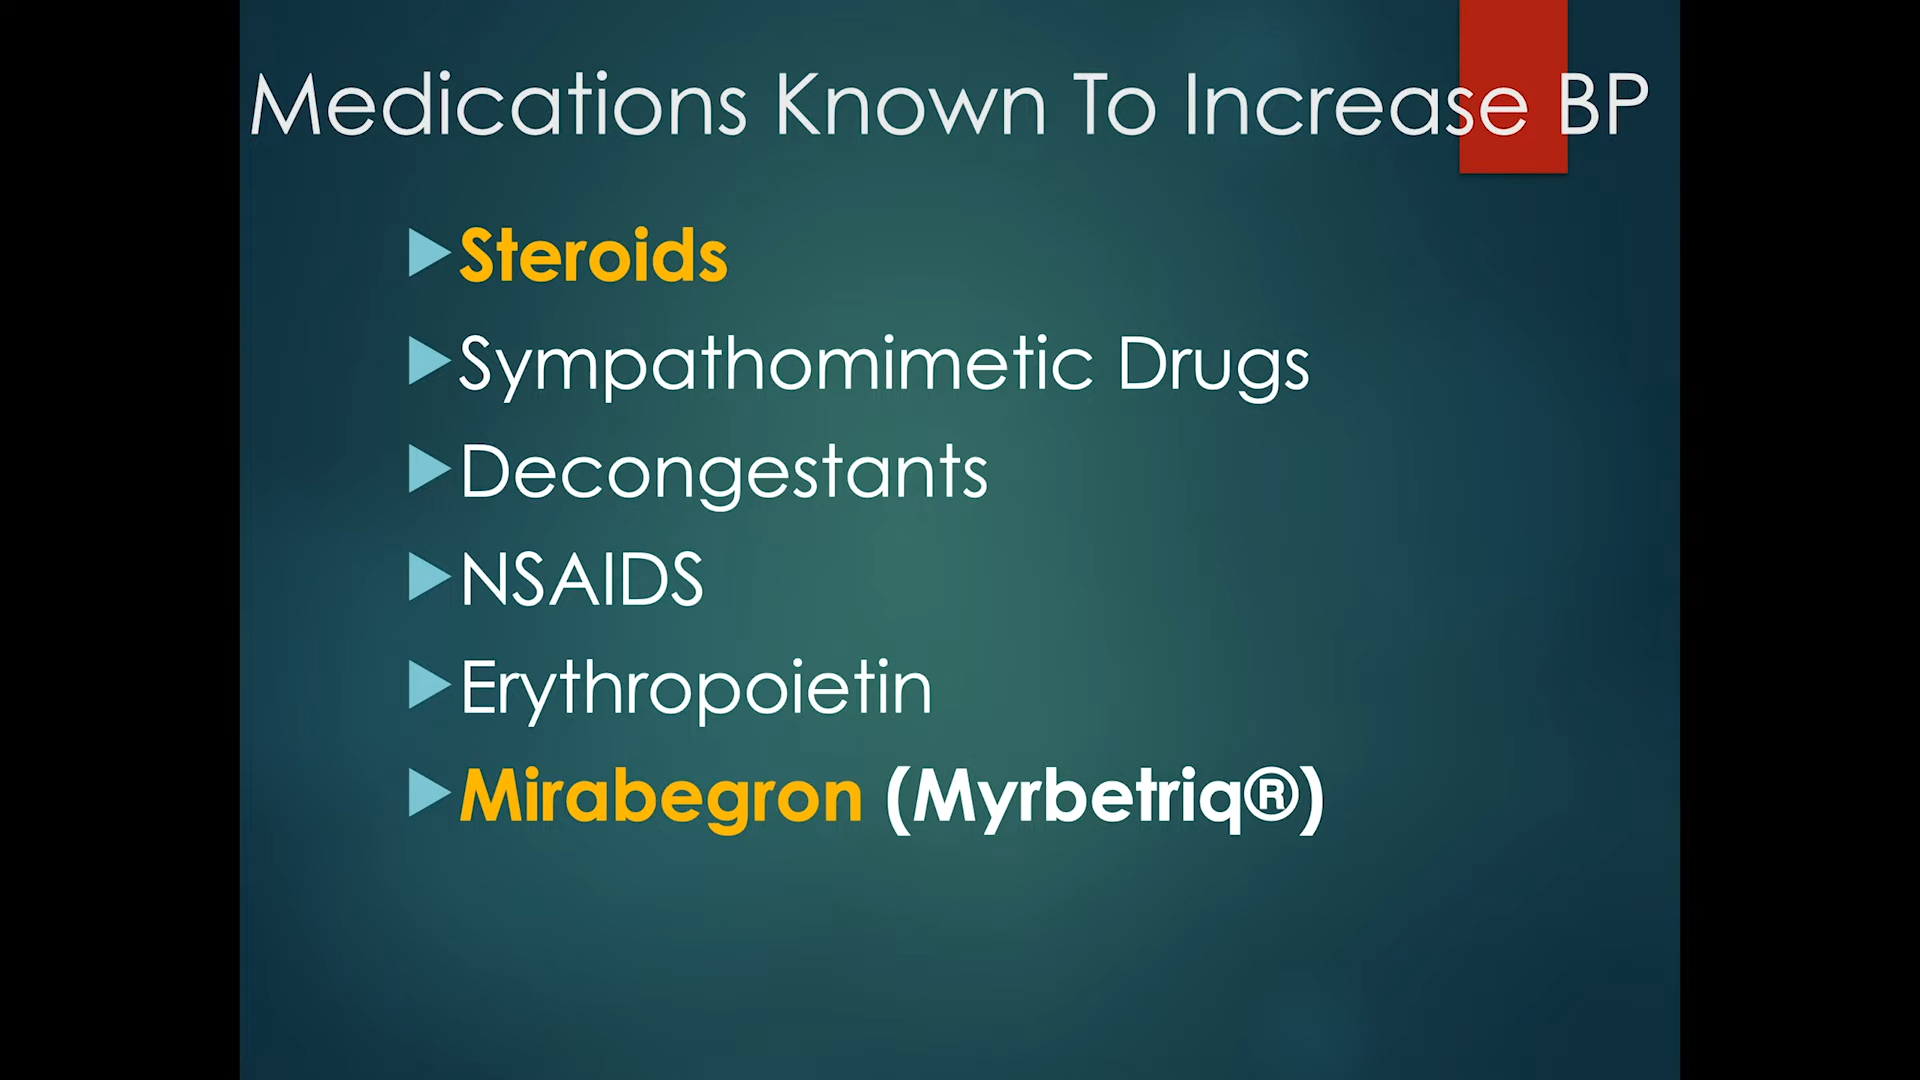 Medications Known To Increase BP
Steroids
Sympathomimetic Drugs
Decongestants
NSAIDS
Erythropoietin
Mirabegron (Myrbetriq®)